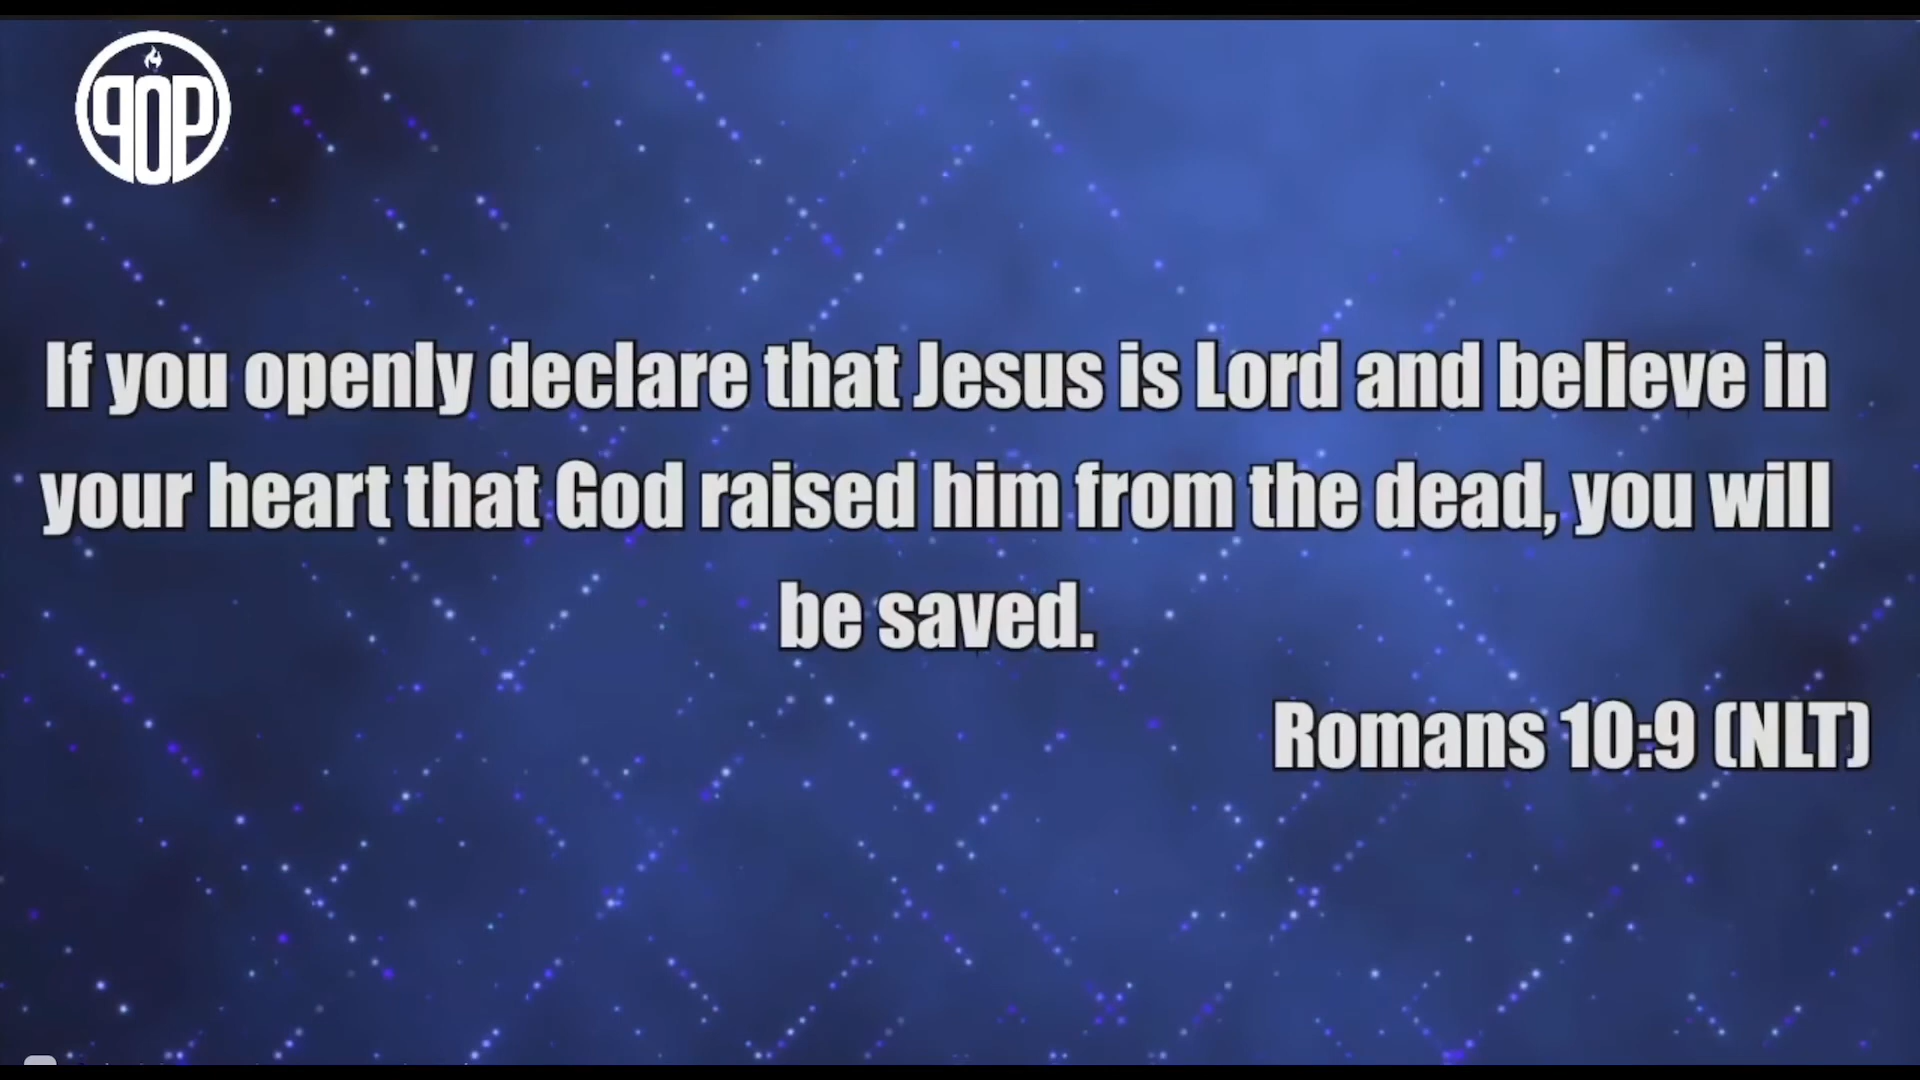 POP
If you openly declare that Jesus is Lord and believe in
your heart that God raised him from the dead, you will
be saved.
Romans 10:9 (NLT)